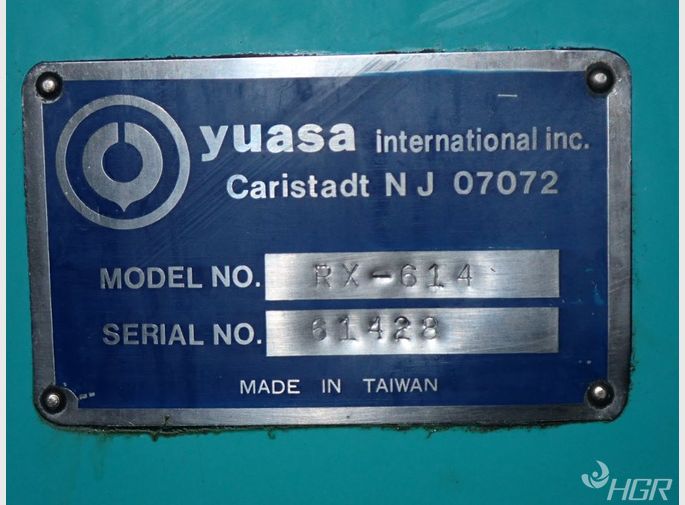 yuasa international inc.
Caristadt N J 07072
MODEL NO. RX-614
SERIAL NO. 61428
MADE IN TAIWAN
HGR